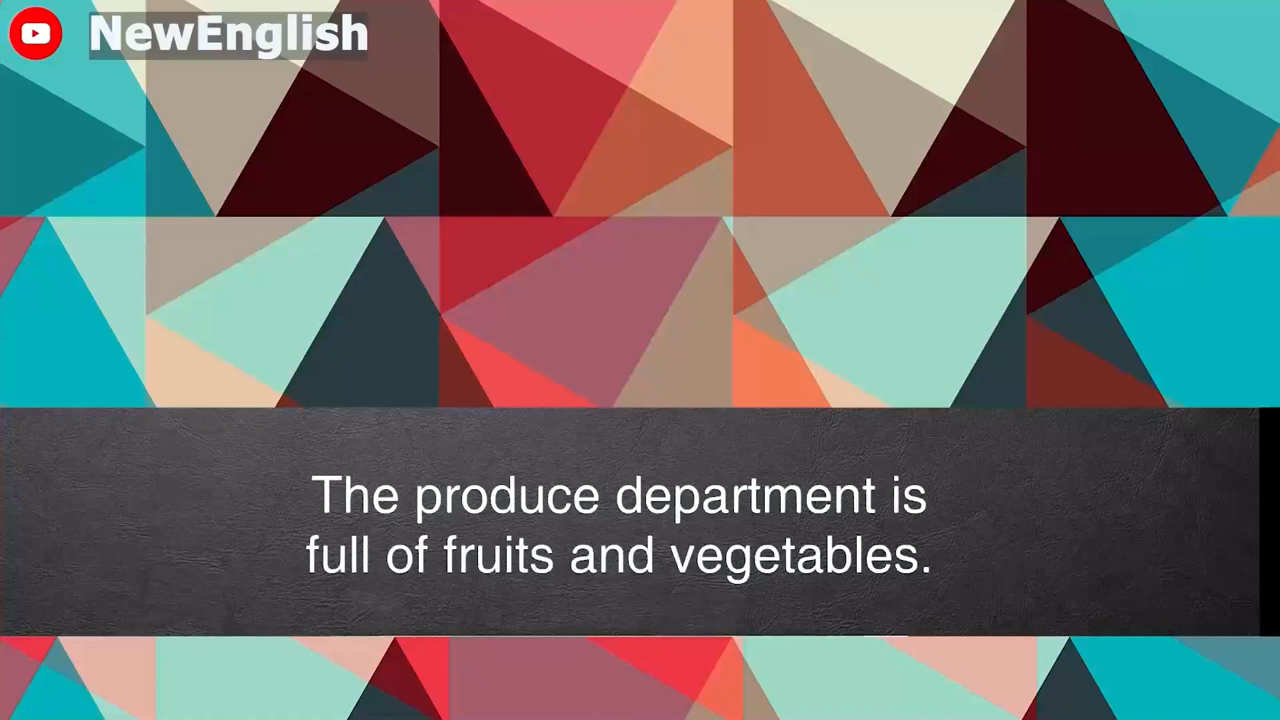 NewEnglish
The produce department is
full of fruits and vegetables.